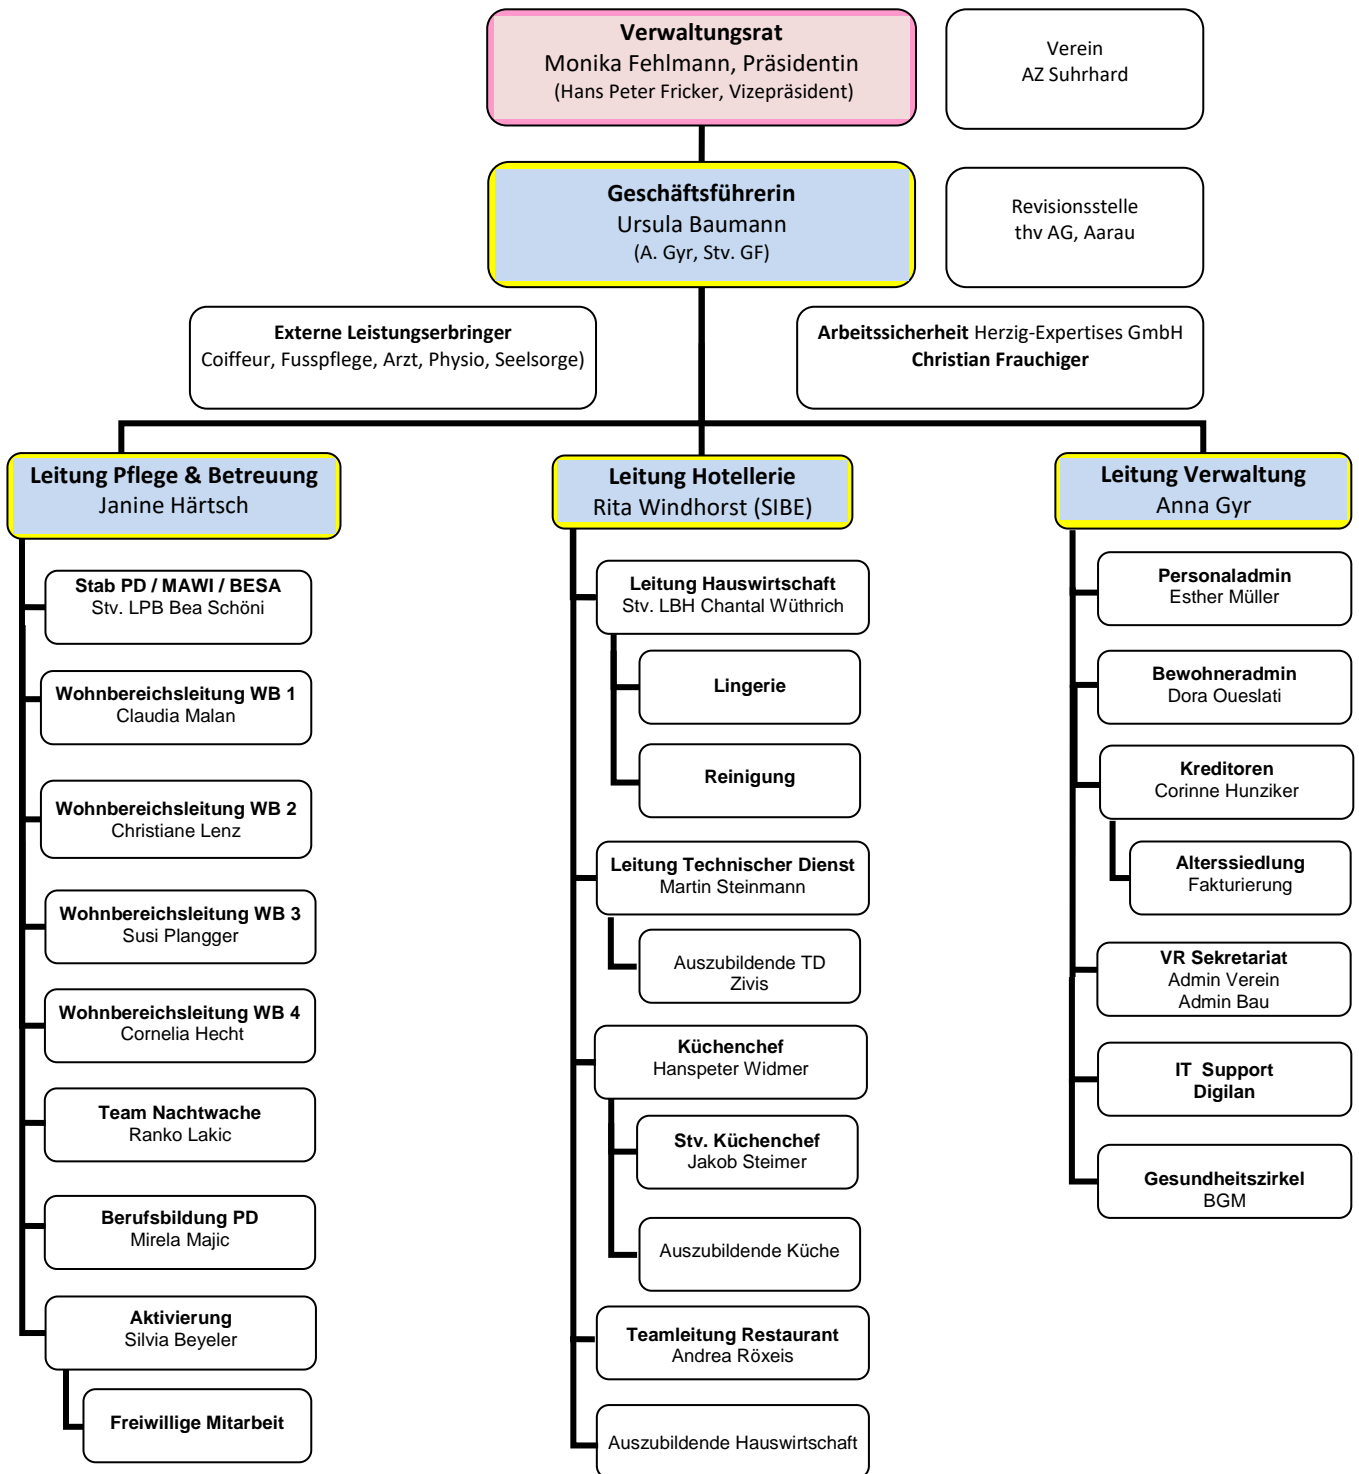 Verwaltungsrat
Monika Fehlmann, Präsidentin
(Hans Peter Fricker, Vizepräsident)
Verein
AZ Suhrhard
Geschäftsführerin
Ursula Baumann
(A. Gyr, Stv. GF)
Revisionsstelle
thv AG, Aarau
Externe Leistungserbringer
Coiffeur, Fusspflege, Arzt, Physio, Seelsorge)
Arbeitssicherheit Herzig-Expertises GmbH
Christian Frauchiger
Leitung Pflege & Betreuung
Janine Härtsch
Stab PD / MAWI / BESA
Stv. LPB Bea Schöni
Wohnbereichsleitung WB 1
Claudia Malan
Wohnbereichsleitung WB 2
Christiane Lenz
Wohnbereichsleitung WB 3
Susi Plangger
Wohnbereichsleitung WB 4
Cornelia Hecht
Team Nachtwache
Ranko Lakic
Berufsbildung PD
Mirela Majic
Aktivierung
Silvia Beyeler
Freiwillige Mitarbeit
Leitung Hotellerie
Rita Windhorst (SIBE)
Leitung Hauswirtschaft
Stv. LBH Chantal Wüthrich
Lingerie
Reinigung
Leitung Technischer Dienst
Martin Steinmann
Auszubildende TD
Zivis
Küchenchef
Hanspeter Widmer
Stv. Küchenchef
Jakob Steimer
Auszubildende Küche
Teamleitung Restaurant
Andrea Röxeis
Auszubildende Hauswirtschaft
Leitung Verwaltung
Anna Gyr
Personaladmin
Esther Müller
Bewohneradmin
Dora Oueslati
Kreditoren
Corinne Hunziker
Alterssiedlung
Fakturierung
VR Sekretariat
Admin Verein
Admin Bau
IT Support
Digilan
Gesundheitszirkel
BGM